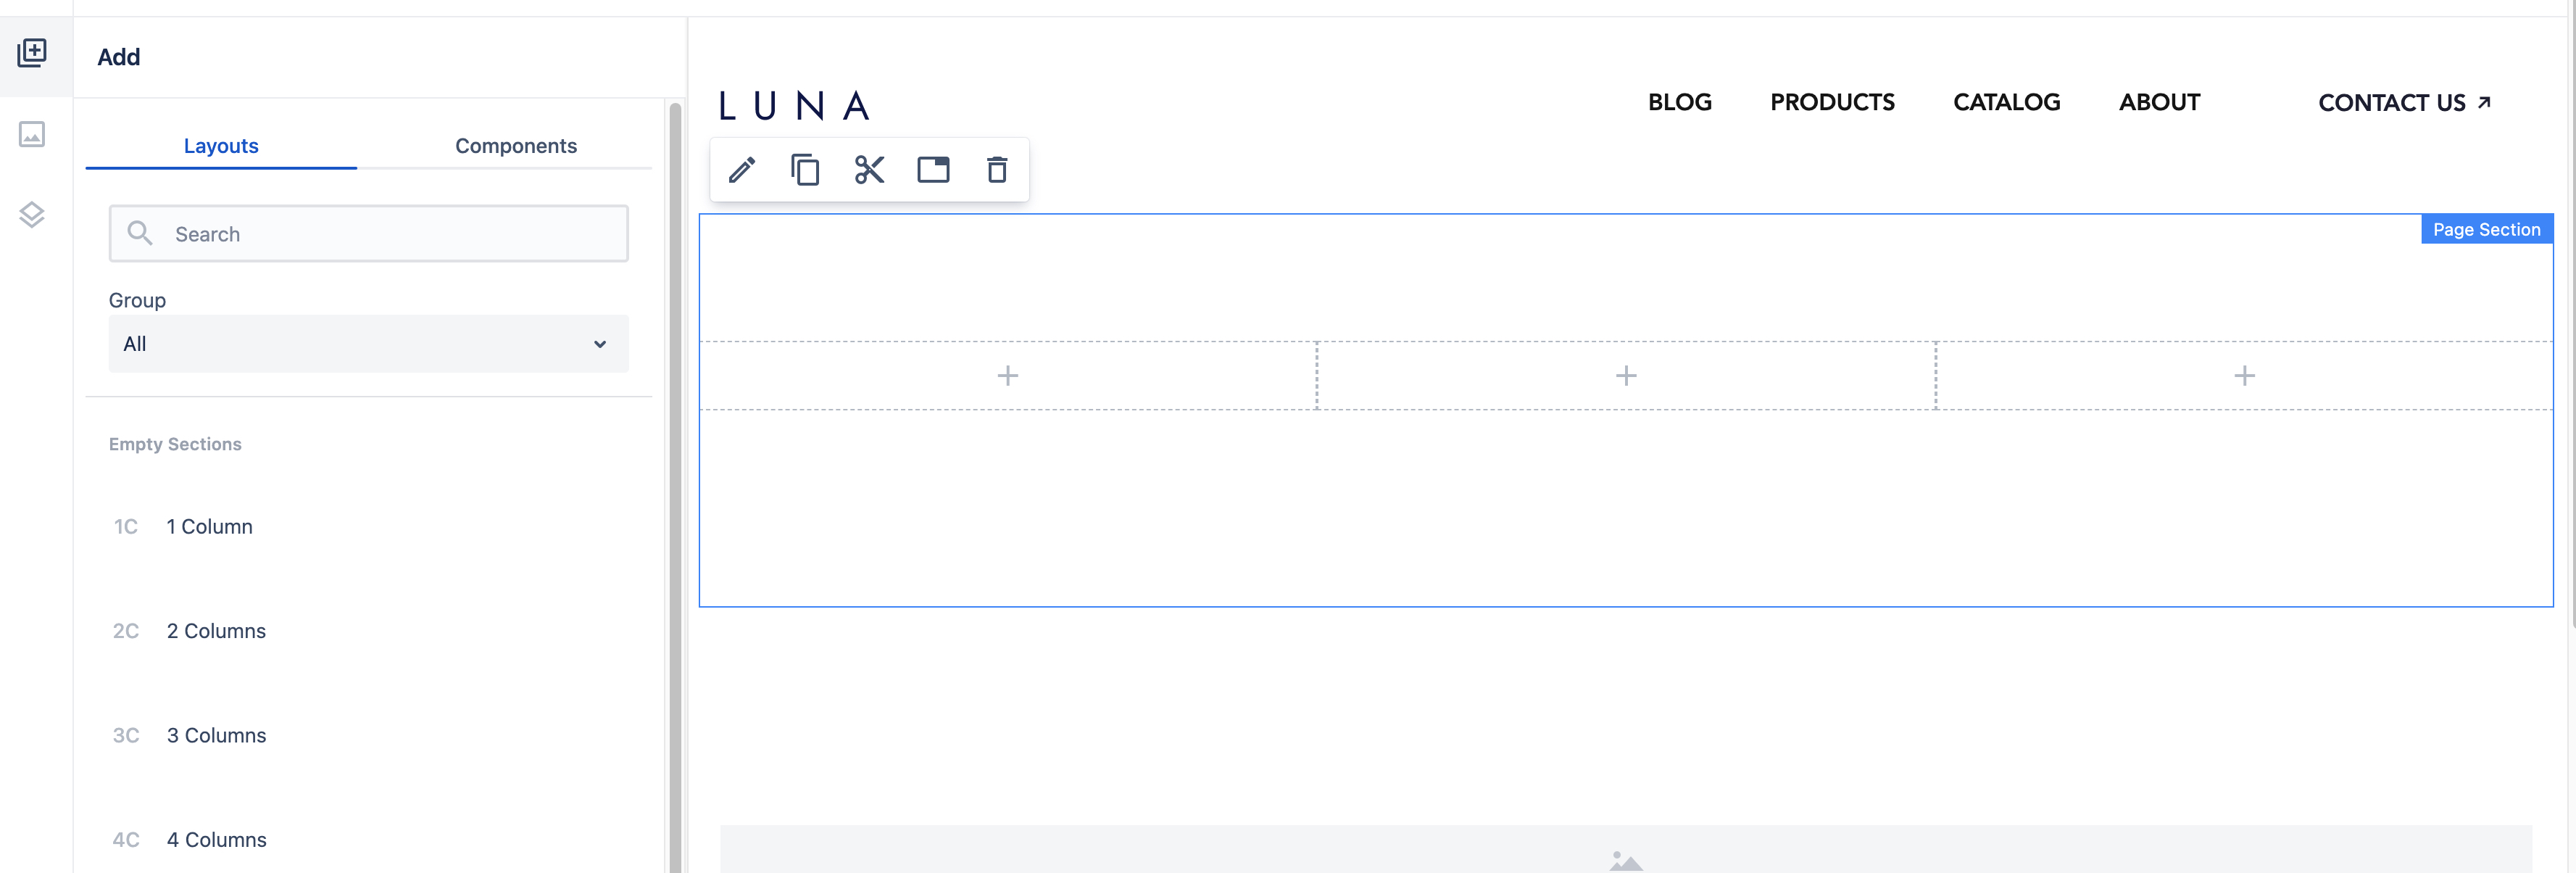 Add
Layouts
Components
Search
Group
All
Empty Sections
1C 1 Column
2C 2 Columns
3C 3 Columns
4C 4 Columns
LUNA
BLOG PRODUCTS CATALOG ABOUT CONTACT US
Page Section